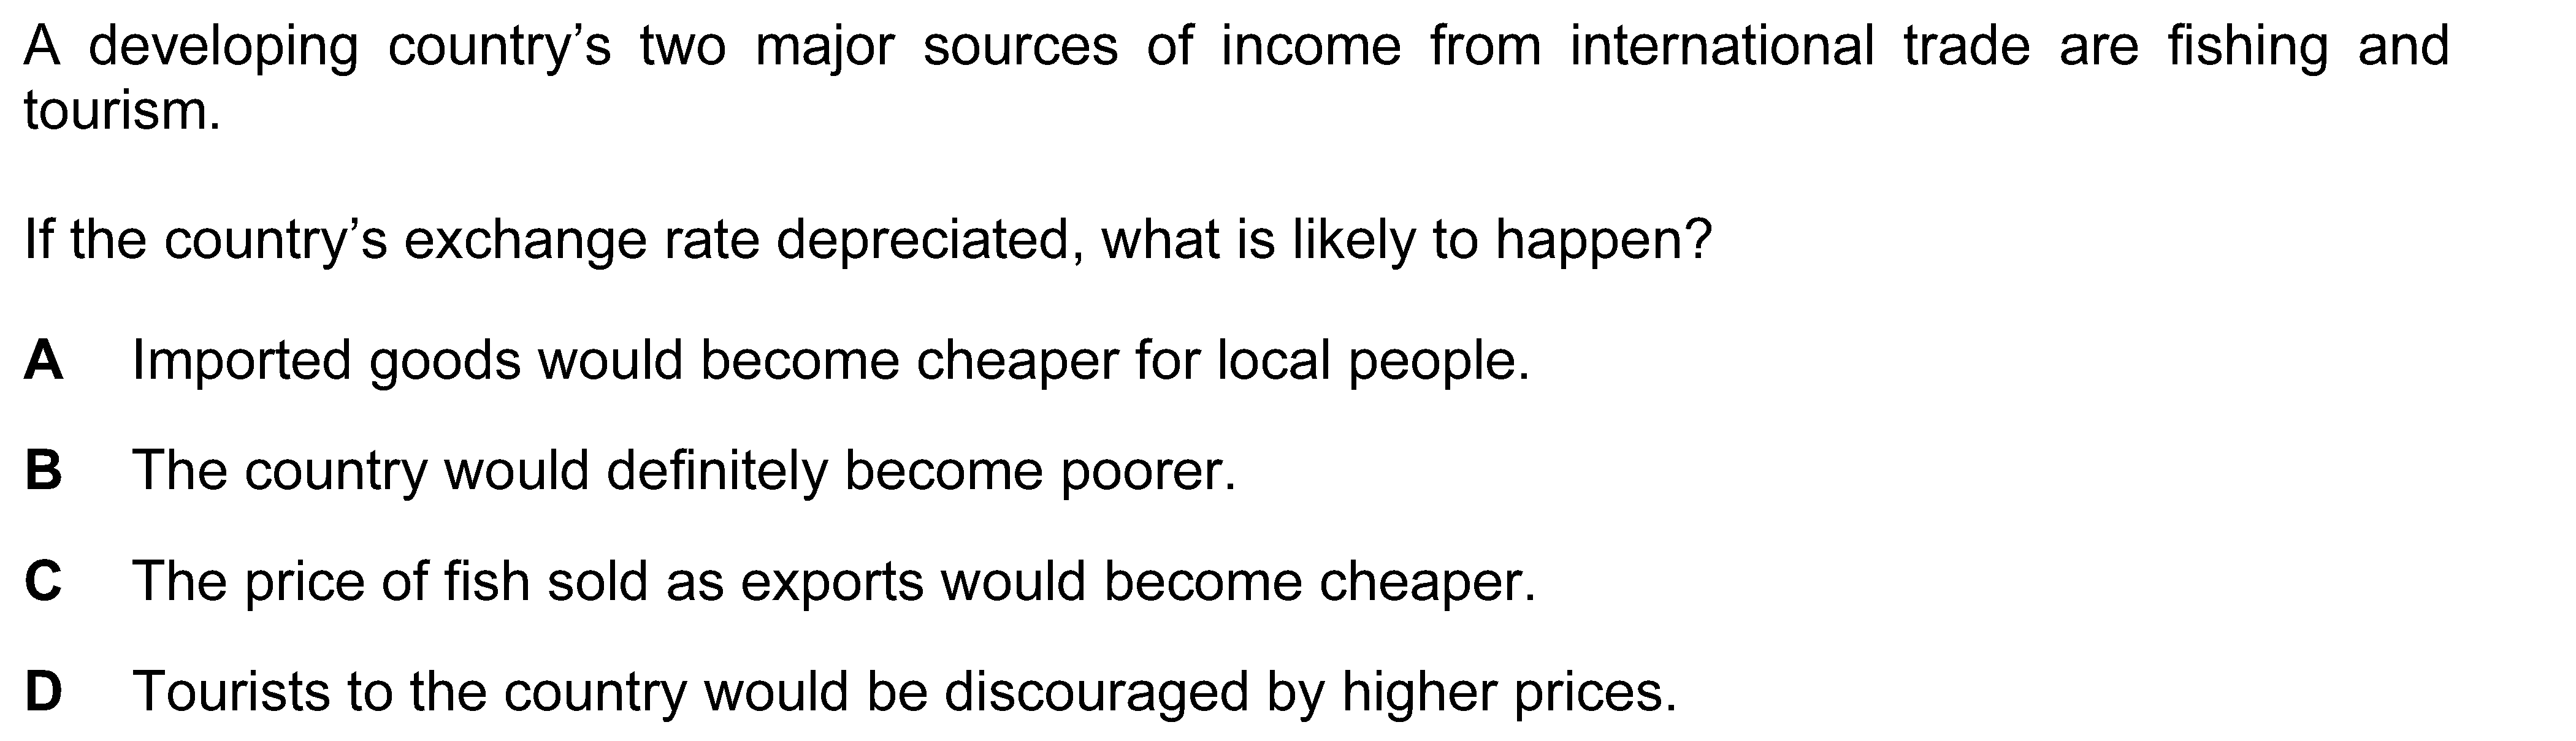 A developing country’s two major sources of income from international trade are fishing and
tourism.
If the country’s exchange rate depreciated, what is likely to happen?
A Imported goods would become cheaper for local people.
B The country would definitely become poorer.
C The price of fish sold as exports would become cheaper.
D Tourists to the country would be discouraged by higher prices.